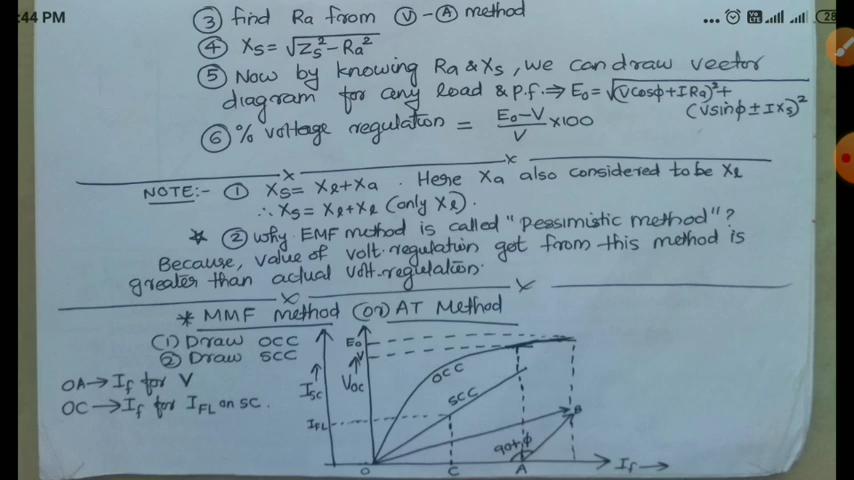 :44 PM
28
③ find Ra from Ⓥ-Ⓐ method
④ Xs = √Zs² - Ra²
⑤ Now by knowing Ra & Xs, we can draw vector
diagram for any load & p.f. ⇒ E₀ = √(Vcosφ + IRa)² +
(Vsinφ ± IXs)²
⑥ % voltage regulation = (E₀ - V)/V × 100
NOTE:- ① Xs = Xℓ + Xa . Here Xa also considered to be Xℓ
∴ Xs = Xℓ + Xℓ (only Xℓ).
② Why EMF method is called "Pessimistic method"?
Because, value of volt. regulation get from this method is
greater than actual volt. regulation.
* MMF method (or) AT Method
(1) Draw OCC
② Draw SCC
OA → If for V
OC → If for IFL on SC.
E₀
V
Isc
Voc
OCC
SCC
IFL
B
90+φ
O
C
A
If →